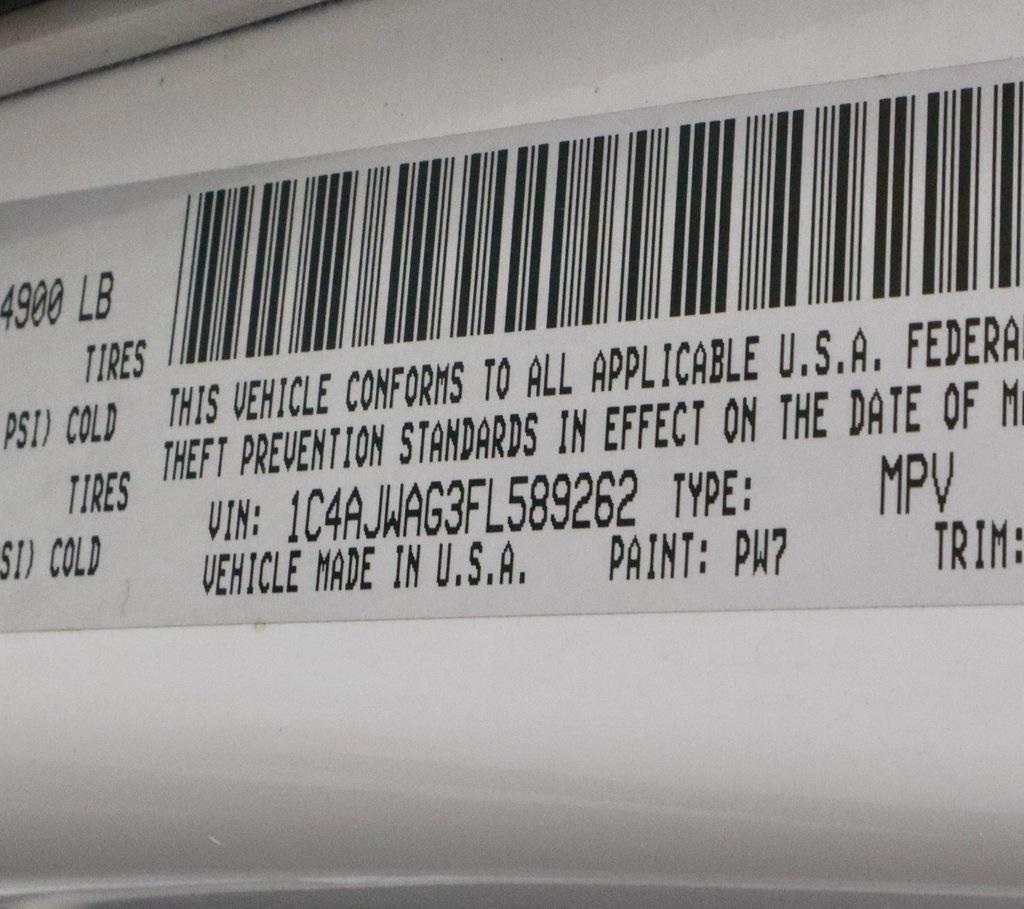 4900 LB
TIRES
PSI) COLD
TIRES
SI) COLD
THIS VEHICLE CONFORMS TO ALL APPLICABLE U.S.A. FEDERA
THEFT PREVENTION STANDARDS IN EFFECT ON THE DATE OF M
VIN: 1C4AJWAG3FL589262 TYPE: MPV
VEHICLE MADE IN U.S.A. PAINT: PW7 TRIM: